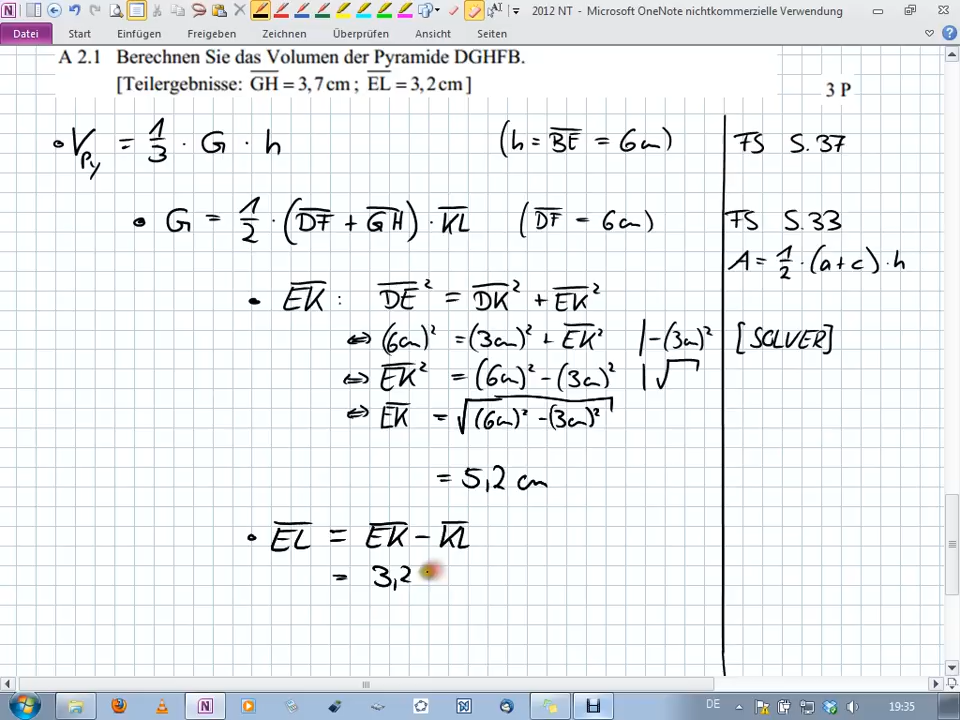 2012 NT - Microsoft OneNote nichtkommerzielle Verwendung
Datei Start Einfügen Freigeben Zeichnen Überprüfen Ansicht Seiten
A 2.1 Berechnen Sie das Volumen der Pyramide DGHFB.
[Teilergebnisse: GH = 3,7 cm ; EL = 3,2 cm ]
3 P
• V_Py = 1/3 · G · h (h = BE = 6cm) FS S.37
• G = 1/2 · (DF + GH) · KL (DF = 6cm) FS S.33
A = 1/2 · (a+c) · h
• EK : DE² = DK² + EK²
⇔ (6cm)² = (3cm)² + EK² | -(3cm)² [SOLVER]
⇔ EK² = (6cm)² - (3cm)² | √
⇔ EK = √((6cm)² - (3cm)²)
= 5,2 cm
• EL = EK - KL
= 3,2
DE 19:35